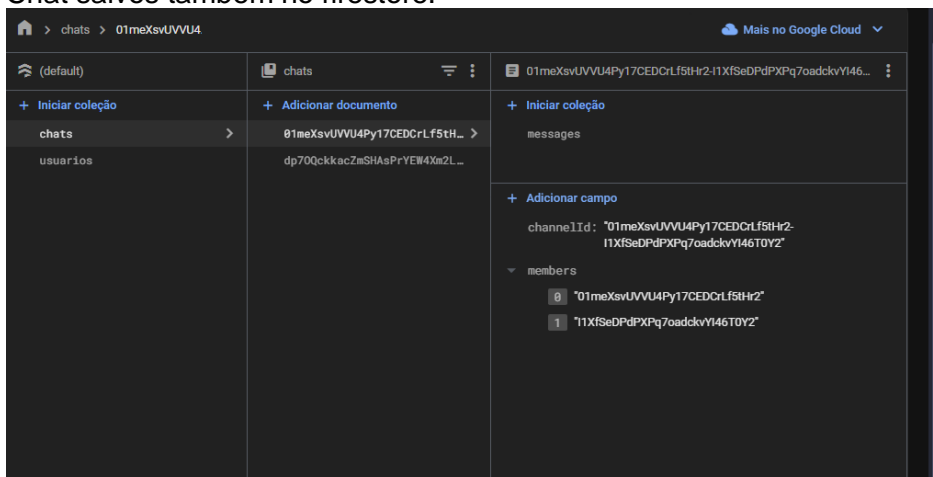 Chat salvos também no firestore.
chats > 01meXsvUVVU4
Mais no Google Cloud
(default)
chats
01meXsvUVVU4Py17CEDCrLf5tHr2-I1XfSeDPdPXPq7oadckvYI46...
+ Iniciar coleção
+ Adicionar documento
+ Iniciar coleção
chats
01meXsvUVVU4Py17CEDCrLf5tH…
messages
usuarios
dp70QckkacZmSHAsPrYEW4Xm2L…
+ Adicionar campo
channelId: "01meXsvUVVU4Py17CEDCrLf5tHr2-
I1XfSeDPdPXPq7oadckvYI46T0Y2"
members
0 "01meXsvUVVU4Py17CEDCrLf5tHr2"
1 "I1XfSeDPdPXPq7oadckvYI46T0Y2"